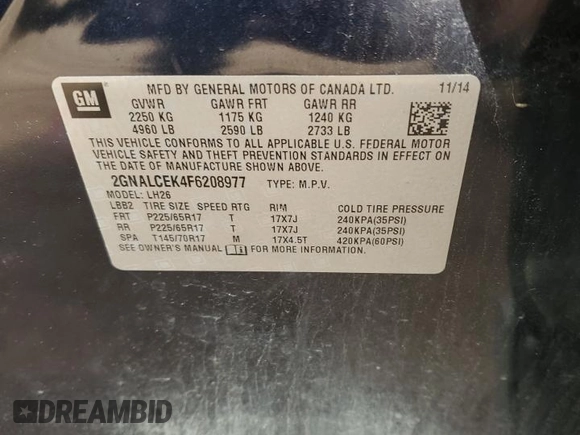 GM
MFD BY GENERAL MOTORS OF CANADA LTD. 11/14
GVWR GAWR FRT GAWR RR
2250 KG 1175 KG 1240 KG
4960 LB 2590 LB 2733 LB
THIS VEHICLE CONFORMS TO ALL APPLICABLE U.S. FEDERAL MOTOR
VEHICLE SAFETY AND THEFT PREVENTION STANDARDS IN EFFECT ON
THE DATE OF MANUFACTURE SHOWN ABOVE.
2GNALCEK4F6208977 TYPE: M.P.V.
MODEL: LH26
LBB2 TIRE SIZE SPEED RTG RIM COLD TIRE PRESSURE
FRT P225/65R17 T 17X7J 240KPA(35PSI)
RR P225/65R17 T 17X7J 240KPA(35PSI)
SPA T145/70R17 M 17X4.5T 420KPA(60PSI)
SEE OWNER'S MANUAL FOR MORE INFORMATION
DREAMBID